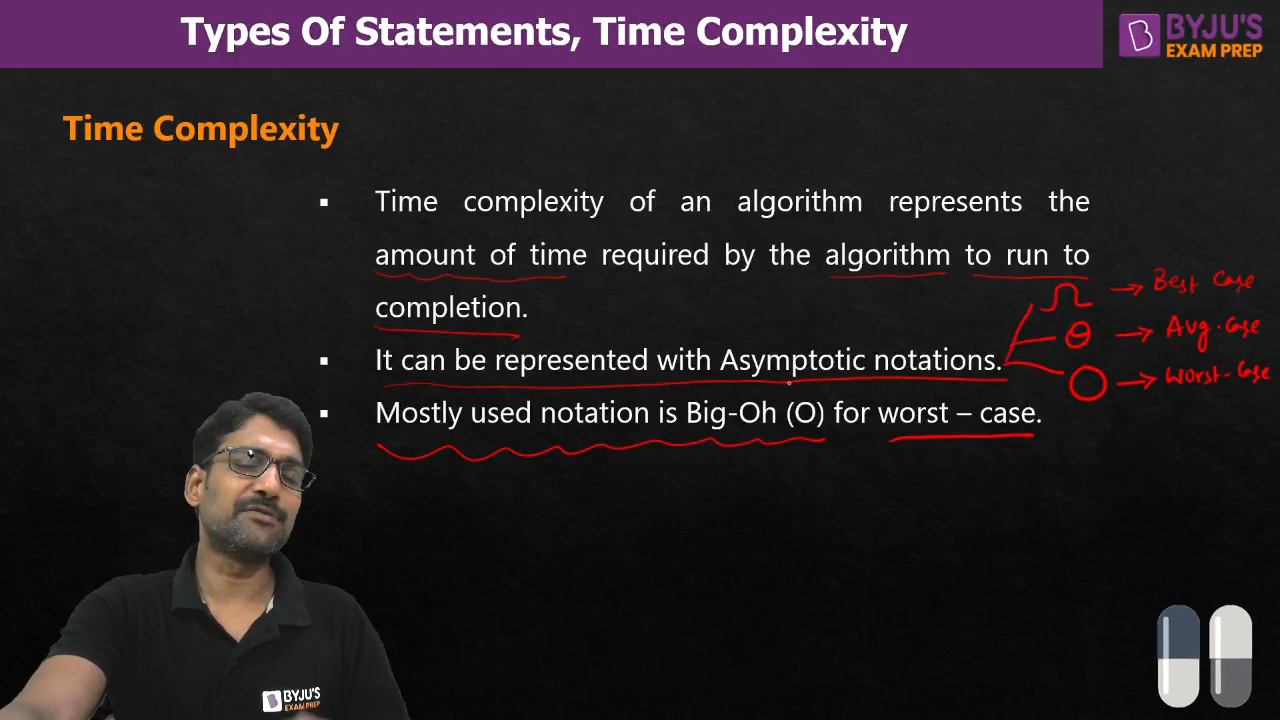 Types Of Statements, Time Complexity
BYJU'S
EXAM PREP
Time Complexity
▪ Time complexity of an algorithm represents the
amount of time required by the algorithm to run to
completion.
Ω → Best Case
θ → Avg. Case
▪ It can be represented with Asymptotic notations.
O → Worst-Case
▪ Mostly used notation is Big-Oh (O) for worst – case.
BYJU'S
EXAM PREP